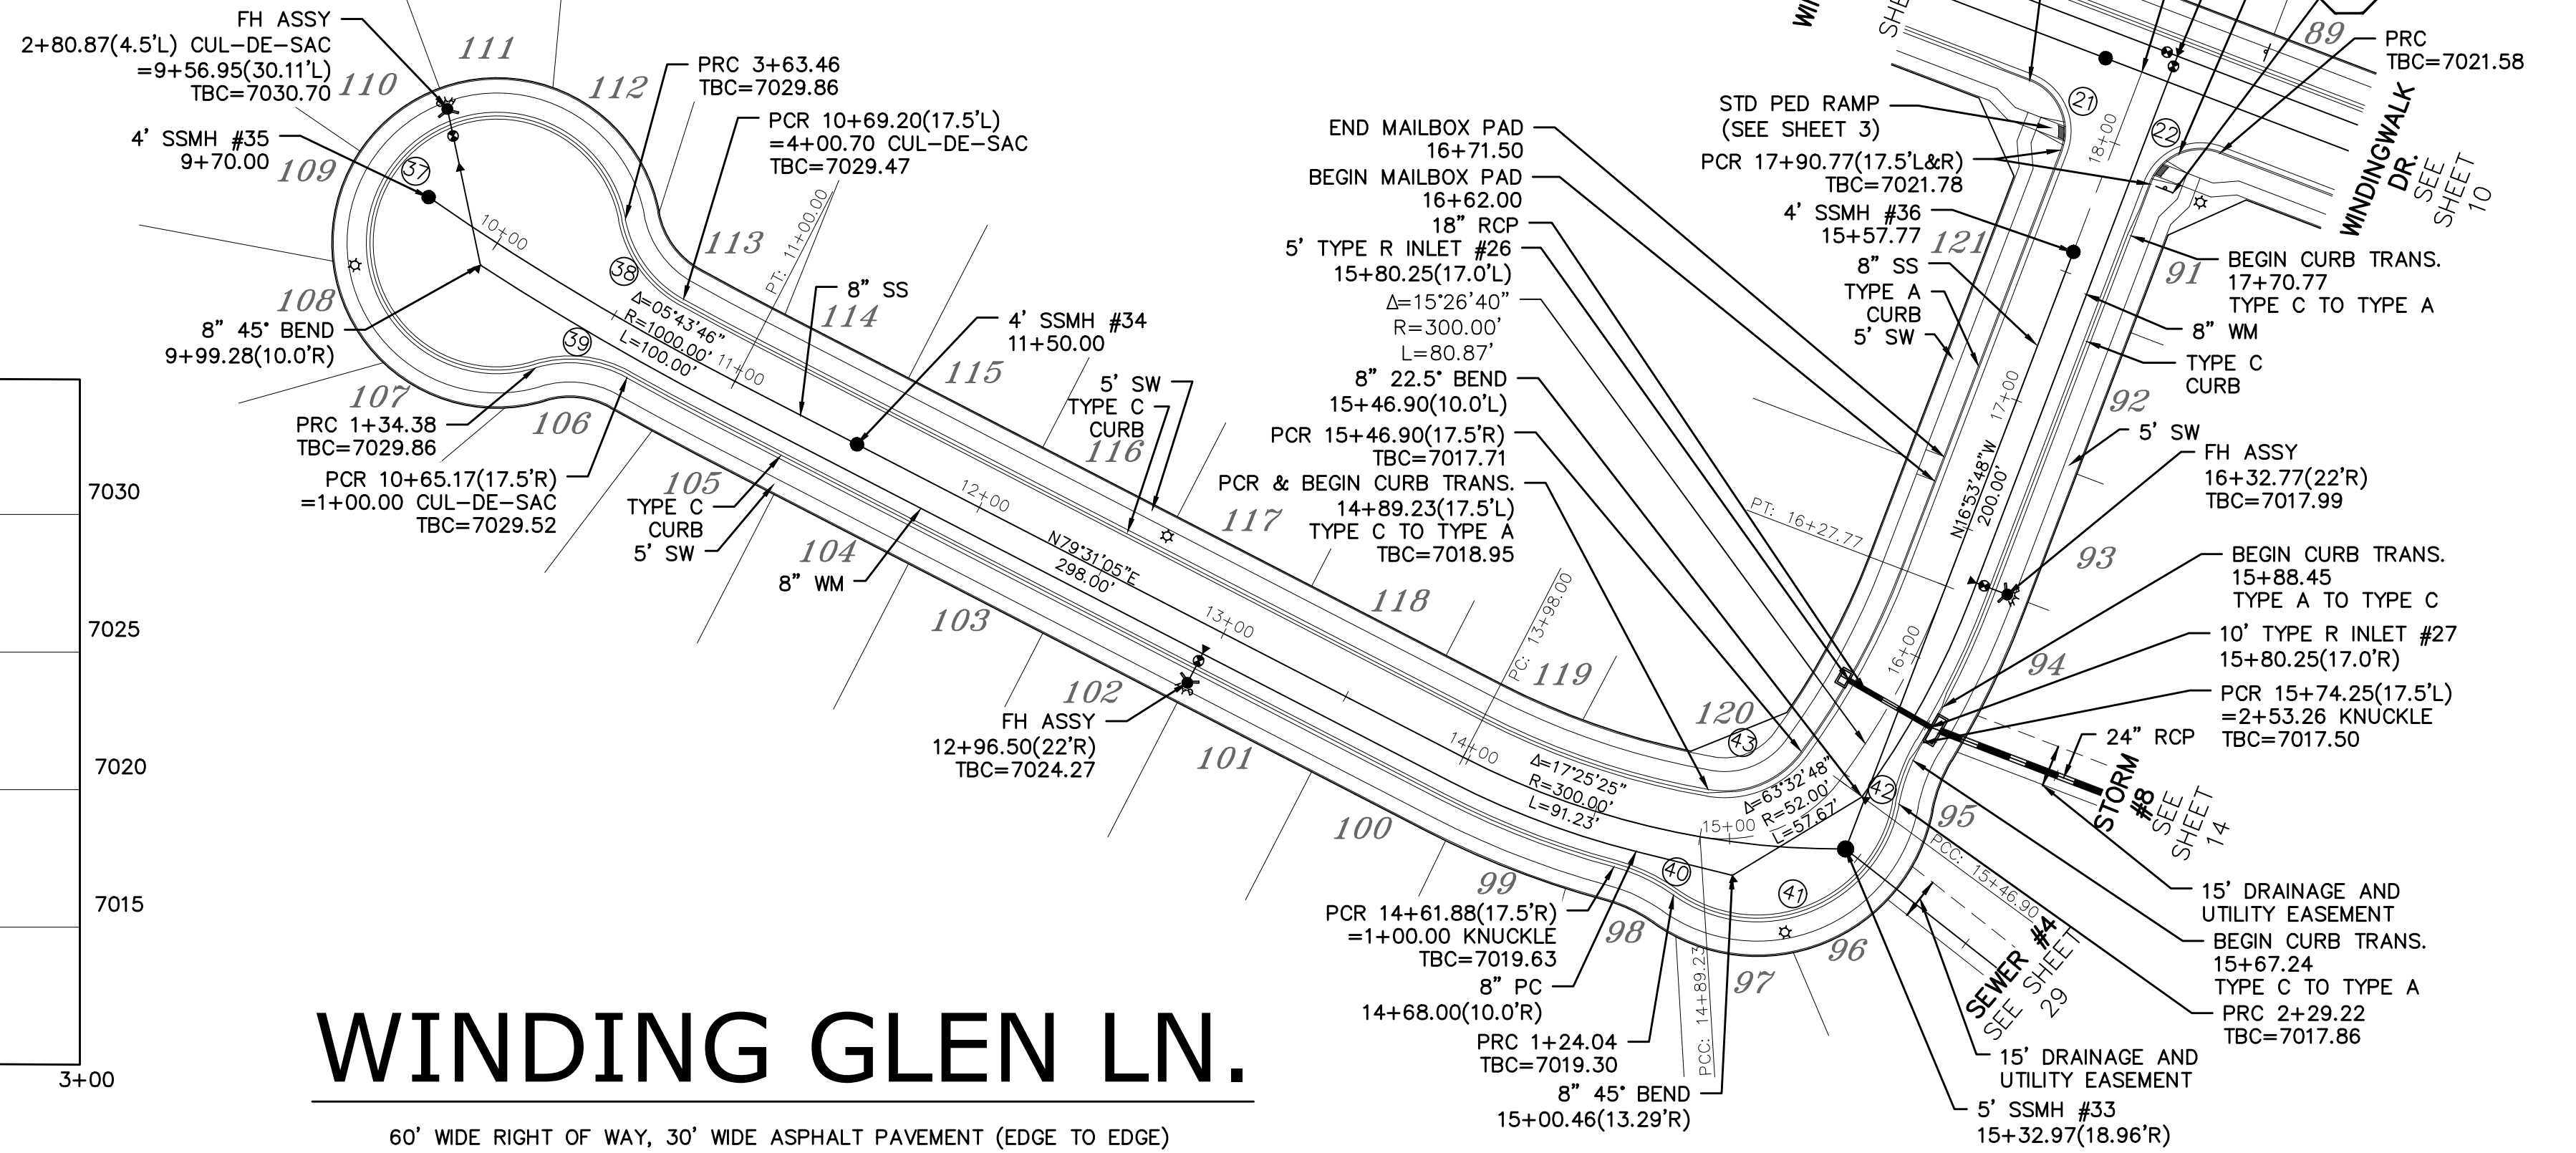 FH ASSY
2+80.87(4.5'L) CUL-DE-SAC
=9+56.95(30.11'L)
TBC=7030.70
4' SSMH #35
9+70.00
110
111
112
109
108
107
106
PRC 3+63.46
TBC=7029.86
PCR 10+69.20(17.5'L)
=4+00.70 CUL-DE-SAC
TBC=7029.47
37
10+00
38
113
PT: 11+00.00
8" 45° BEND
9+99.28(10.0'R)
39
Δ=05°43'46"
R=1000.00'
L=100.00'
11+00
114
8" SS
4' SSMH #34
11+50.00
115
PRC 1+34.38
TBC=7029.86
PCR 10+65.17(17.5'R)
=1+00.00 CUL-DE-SAC
TBC=7029.52
105
TYPE C
CURB
5' SW
104
8" WM
5' SW
TYPE C
CURB
116
12+00
117
N79°31'05"E
298.00'
103
102
FH ASSY
12+96.50(22'R)
TBC=7024.27
13+00
101
118
PC: 13+98.00
119
14+00
100
99
END MAILBOX PAD
16+71.50
BEGIN MAILBOX PAD
16+62.00
18" RCP
5' TYPE R INLET #26
15+80.25(17.0'L)
Δ=15°26'40"
R=300.00'
L=80.87'
8" 22.5° BEND
15+46.90(10.0'L)
PCR 15+46.90(17.5'R)
TBC=7017.71
PCR & BEGIN CURB TRANS.
14+89.23(17.5'L)
TYPE C TO TYPE A
TBC=7018.95
120
43
Δ=17°25'25"
R=300.00'
L=91.23'
Δ=63°32'48"
R=52.00'
L=57.67'
15+00
42
40
41
98
97
96
95
PCR 14+61.88(17.5'R)
=1+00.00 KNUCKLE
TBC=7019.63
8" PC
14+68.00(10.0'R)
PRC 1+24.04
TBC=7019.30
8" 45° BEND
15+00.46(13.29'R)
PCC: 14+89.23
STD PED RAMP
(SEE SHEET 3)
PCR 17+90.77(17.5'L&R)
TBC=7021.78
4' SSMH #36
15+57.77
121
8" SS
TYPE A
CURB
5' SW
21
18+00
22
89
PRC
TBC=7021.58
WINDINGWALK
DR.
SEE
SHEET
10
91
BEGIN CURB TRANS.
17+70.77
TYPE C TO TYPE A
8" WM
TYPE C
CURB
92
5' SW
17+00
N16°53'48"W
200.00'
PT: 16+27.77
FH ASSY
16+32.77(22'R)
TBC=7017.99
93
16+00
BEGIN CURB TRANS.
15+88.45
TYPE A TO TYPE C
94
10' TYPE R INLET #27
15+80.25(17.0'R)
PCR 15+74.25(17.5'L)
=2+53.26 KNUCKLE
TBC=7017.50
24" RCP
STORM
#8
SEE
SHEET
14
PCC: 15+46.90
15' DRAINAGE AND
UTILITY EASEMENT
BEGIN CURB TRANS.
15+67.24
TYPE C TO TYPE A
PRC 2+29.22
TBC=7017.86
SEWER #4
SEE SHEET
29
15' DRAINAGE AND
UTILITY EASEMENT
5' SSMH #33
15+32.97(18.96'R)
7030
7025
7020
7015
3+00
WINDING GLEN LN.
60' WIDE RIGHT OF WAY, 30' WIDE ASPHALT PAVEMENT (EDGE TO EDGE)